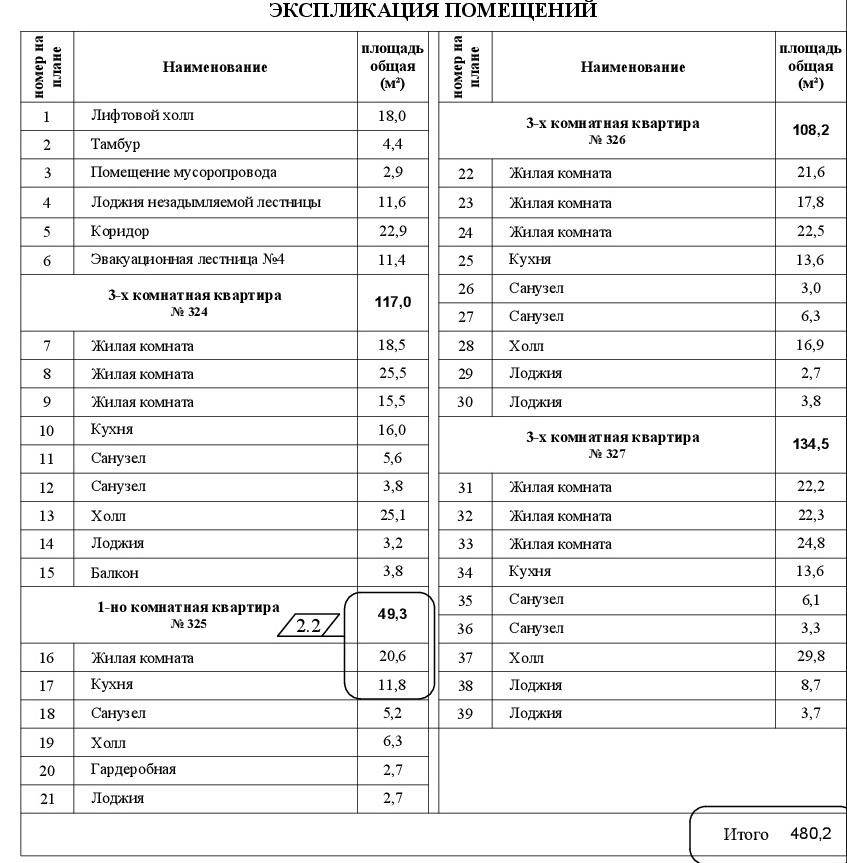 ЭКСПЛИКАЦИЯ ПОМЕЩЕНИЙ
номер на плане Наименование площадь общая (м²)
1 Лифтовой холл 18,0
2 Тамбур 4,4
3 Помещение мусоропровода 2,9
4 Лоджия незадымляемой лестницы 11,6
5 Коридор 22,9
6 Эвакуационная лестница №4 11,4
3-х комнатная квартира 117,0
№ 324
7 Жилая комната 18,5
8 Жилая комната 25,5
9 Жилая комната 15,5
10 Кухня 16,0
11 Санузел 5,6
12 Санузел 3,8
13 Холл 25,1
14 Лоджия 3,2
15 Балкон 3,8
1-но комнатная квартира 49,3
№ 325
2.2
16 Жилая комната 20,6
17 Кухня 11,8
18 Санузел 5,2
19 Холл 6,3
20 Гардеробная 2,7
21 Лоджия 2,7
номер на плане Наименование площадь общая (м²)
3-х комнатная квартира 108,2
№ 326
22 Жилая комната 21,6
23 Жилая комната 17,8
24 Жилая комната 22,5
25 Кухня 13,6
26 Санузел 3,0
27 Санузел 6,3
28 Холл 16,9
29 Лоджия 2,7
30 Лоджия 3,8
3-х комнатная квартира 134,5
№ 327
31 Жилая комната 22,2
32 Жилая комната 22,3
33 Жилая комната 24,8
34 Кухня 13,6
35 Санузел 6,1
36 Санузел 3,3
37 Холл 29,8
38 Лоджия 8,7
39 Лоджия 3,7
Итого 480,2